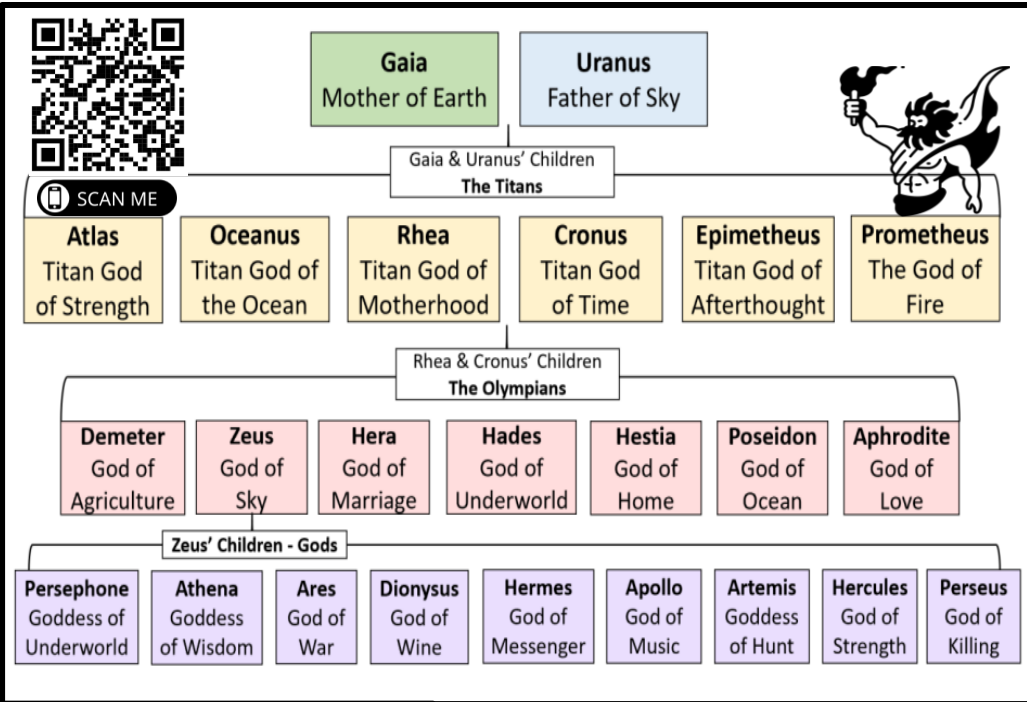 Gaia
Mother of Earth
Uranus
Father of Sky
SCAN ME
Gaia & Uranus' Children
The Titans
Atlas
Titan God
of Strength
Oceanus
Titan God of
the Ocean
Rhea
Titan God of
Motherhood
Cronus
Titan God
of Time
Epimetheus
Titan God of
Afterthought
Prometheus
The God of
Fire
Rhea & Cronus' Children
The Olympians
Demeter
God of
Agriculture
Zeus
God of
Sky
Hera
God of
Marriage
Hades
God of
Underworld
Hestia
God of
Home
Poseidon
God of
Ocean
Aphrodite
God of
Love
Zeus' Children - Gods
Persephone
Goddess of
Underworld
Athena
Goddess
of Wisdom
Ares
God of
War
Dionysus
God of
Wine
Hermes
God of
Messenger
Apollo
God of
Music
Artemis
Goddess
of Hunt
Hercules
God of
Strength
Perseus
God of
Killing